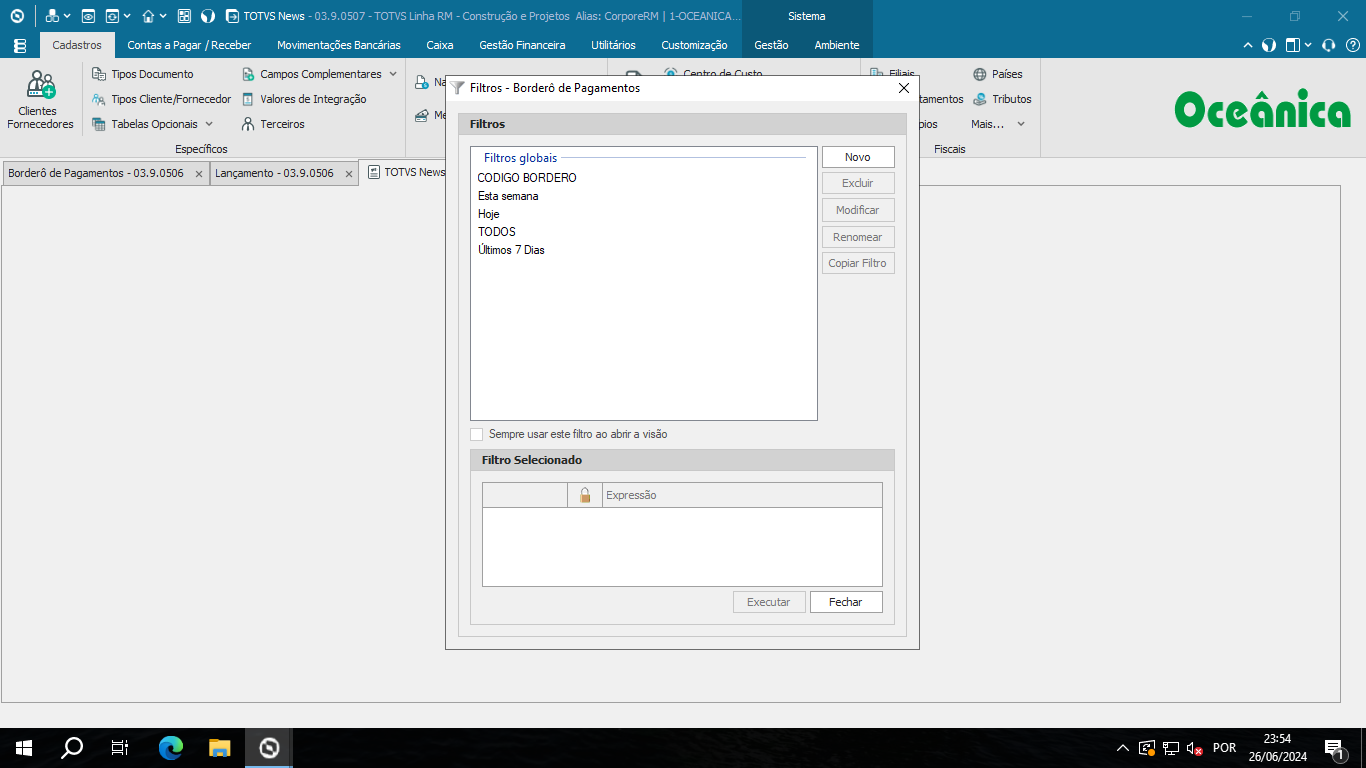 TOTVS News - 03.9.0507 - TOTVS Linha RM - Construção e Projetos Alias: CorporeRM | 1-OCEANICA...
Sistema
Cadastros
Contas a Pagar / Receber
Movimentações Bancárias
Caixa
Gestão Financeira
Utilitários
Customização
Gestão
Ambiente
Clientes
Fornecedores
Tipos Documento
Tipos Cliente/Fornecedor
Tabelas Opcionais
Campos Complementares
Valores de Integração
Terceiros
Específicos
Centro de Custo
Filiais
Países
Tributos
Mais...
Fiscais
Oceânica
Borderô de Pagamentos - 03.9.0506
Lançamento - 03.9.0506
TOTVS News
Filtros - Borderô de Pagamentos
Filtros
Filtros globais
CODIGO BORDERO
Esta semana
Hoje
TODOS
Últimos 7 Dias
Novo
Excluir
Modificar
Renomear
Copiar Filtro
Sempre usar este filtro ao abrir a visão
Filtro Selecionado
Expressão
Executar
Fechar
POR
23:54
26/06/2024
1